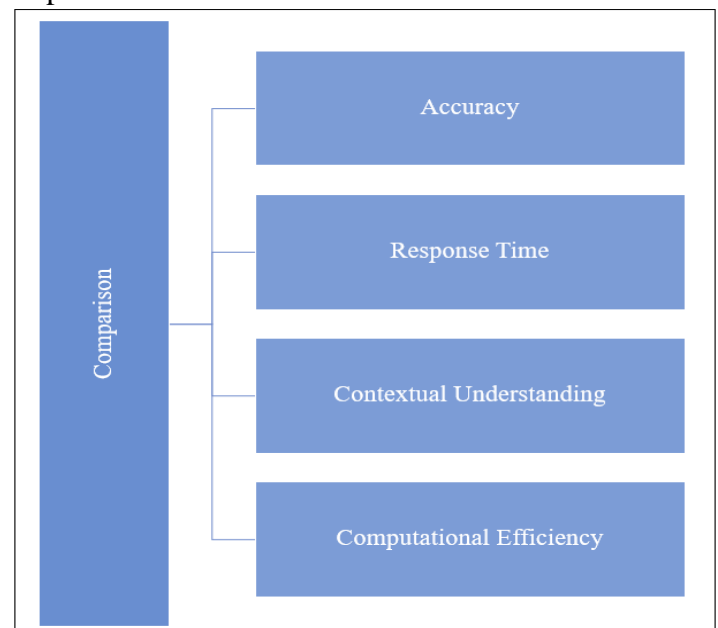 Comparison
Accuracy
Response Time
Contextual Understanding
Computational Efficiency